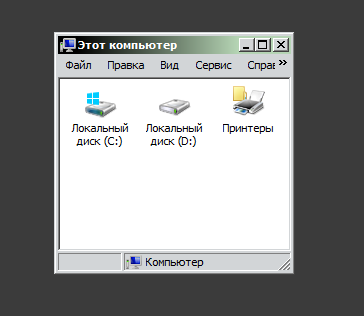 Этот компьютер
Файл Правка Вид Сервис Справ
Локальный диск (C:)
Локальный диск (D:)
Принтеры
Компьютер